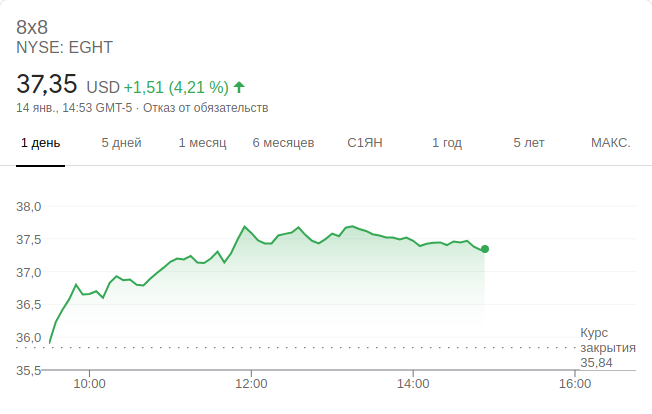 8x8
NYSE: EGHT
37,35 USD +1,51 (4,21 %)
14 янв., 14:53 GMT-5 · Отказ от обязательств
1 день 5 дней 1 месяц 6 месяцев С1ЯН 1 год 5 лет МАКС.
38,0
37,5
37,0
36,5
36,0
35,5
Курс
закрытия
35,84
10:00 12:00 14:00 16:00